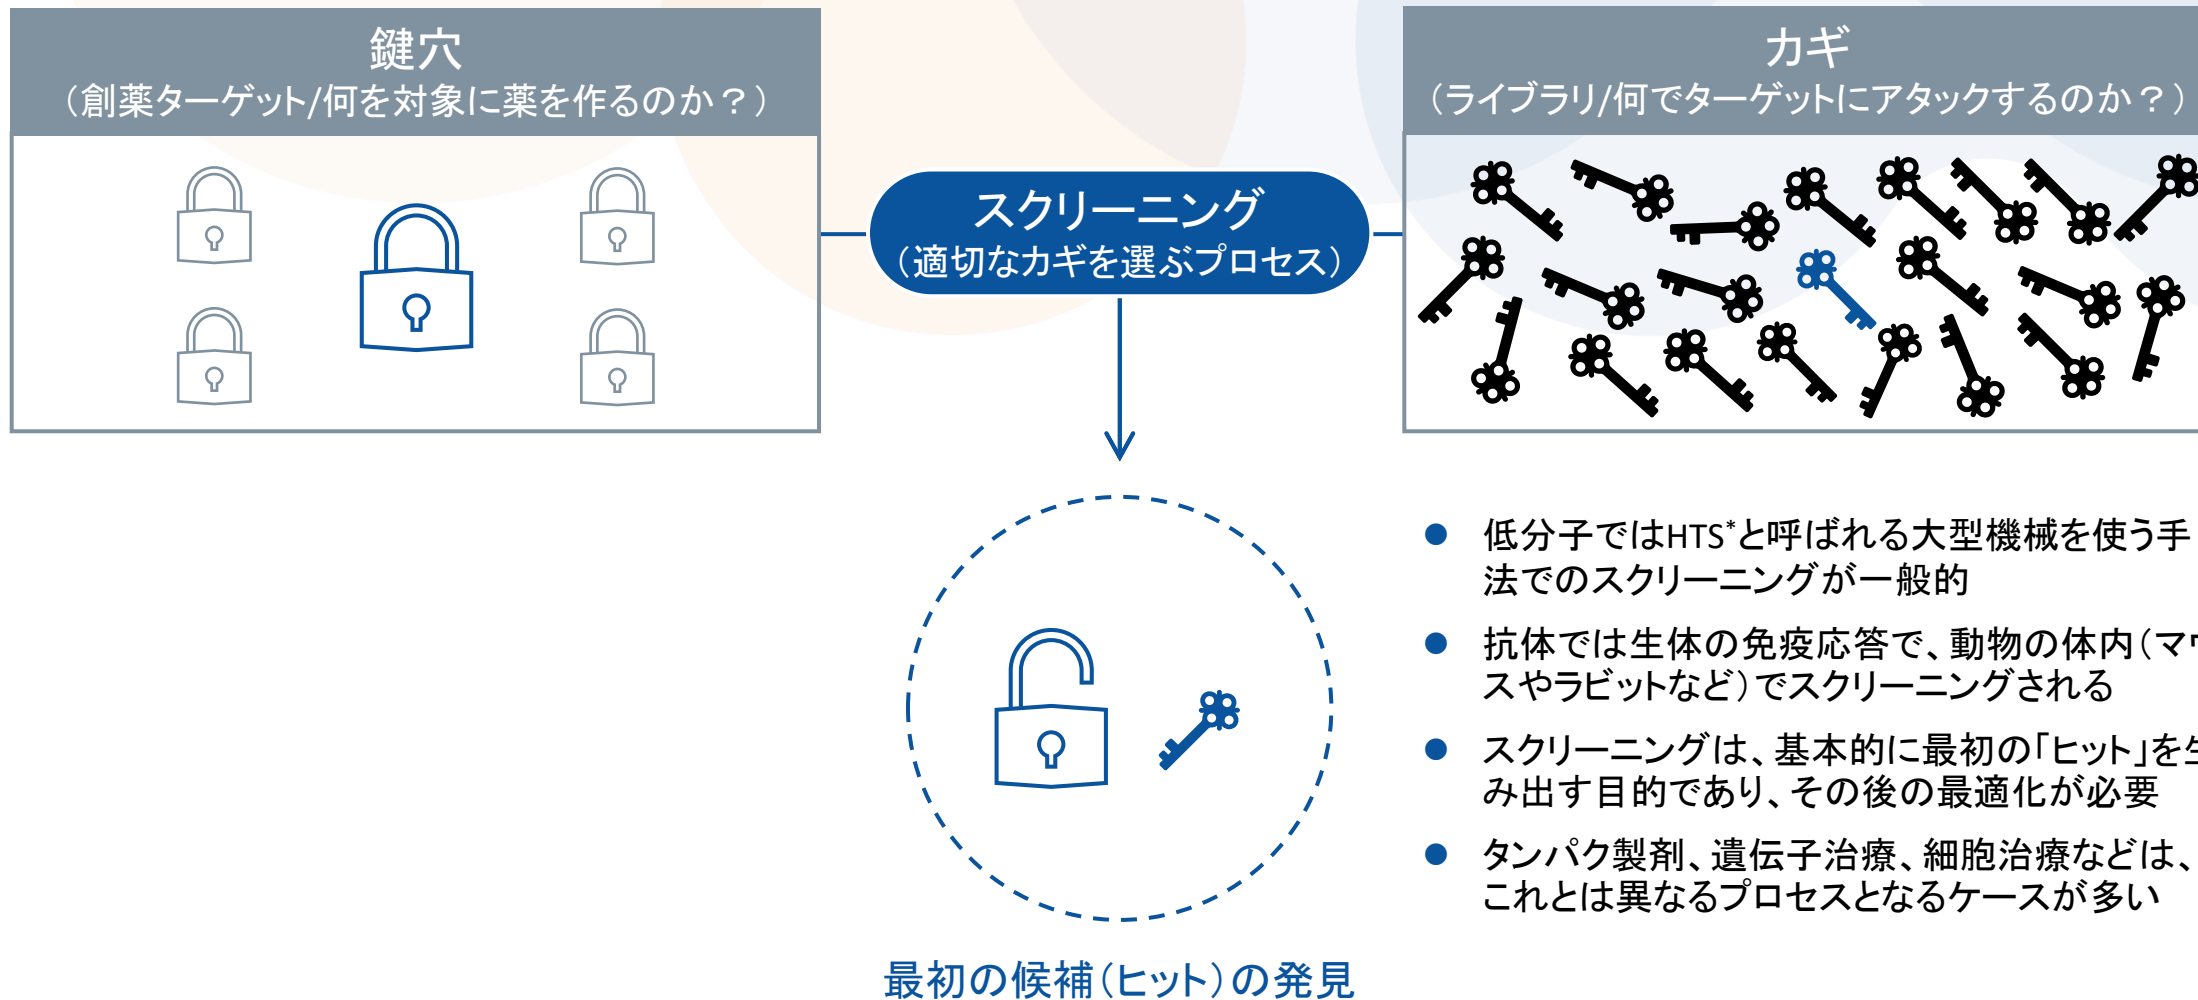 鍵穴
（創薬ターゲット/何を対象に薬を作るのか？）
スクリーニング
（適切なカギを選ぶプロセス）
カギ
（ライブラリ/何でターゲットにアタックするのか？）
● 低分子ではHTS*と呼ばれる大型機械を使う手
法でのスクリーニングが一般的
● 抗体では生体の免疫応答で、動物の体内（マウ
スやラビットなど）でスクリーニングされる
● スクリーニングは、基本的に最初の「ヒット」を生
み出す目的であり、その後の最適化が必要
● タンパク製剤、遺伝子治療、細胞治療などは、
これとは異なるプロセスとなるケースが多い
最初の候補（ヒット）の発見